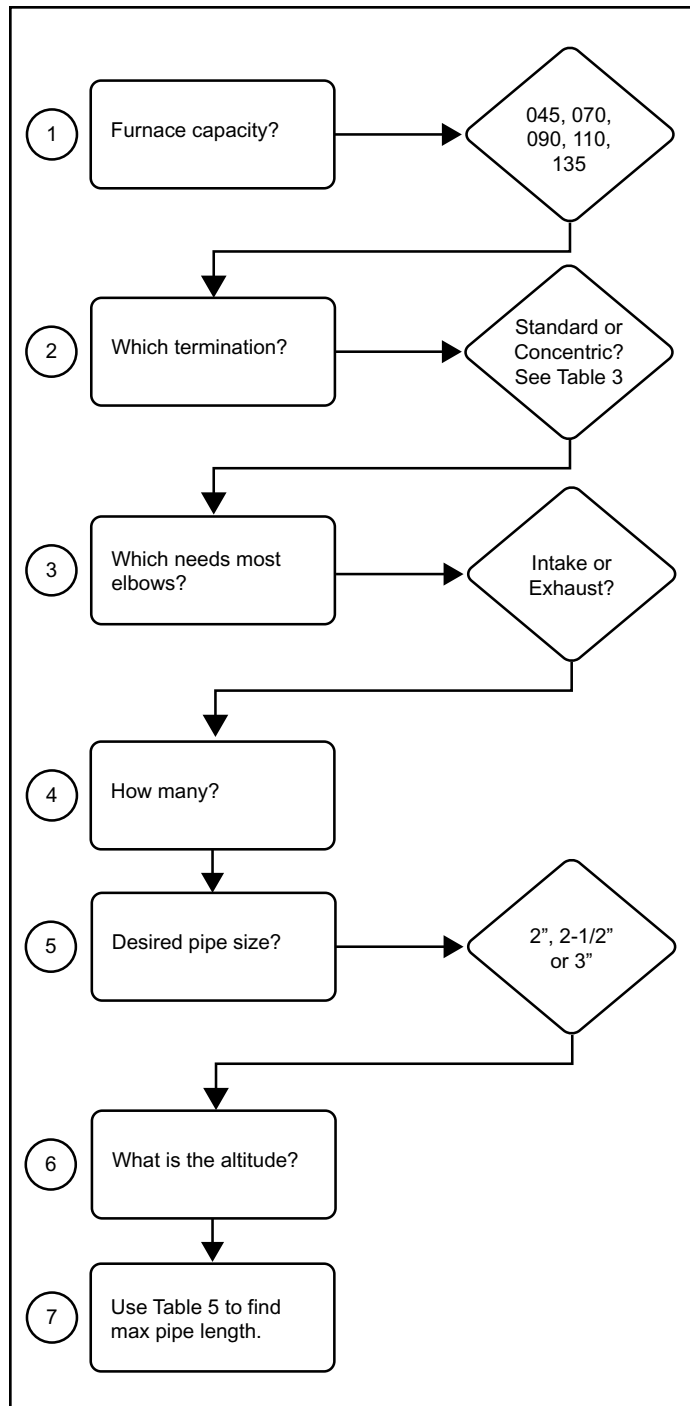 1
Furnace capacity?
045, 070,
090, 110,
135
2
Which termination?
Standard or
Concentric?
See Table 3
3
Which needs most
elbows?
Intake or
Exhaust?
4
How many?
5
Desired pipe size?
2”, 2-1/2”
or 3”
6
What is the altitude?
7
Use Table 5 to find
max pipe length.